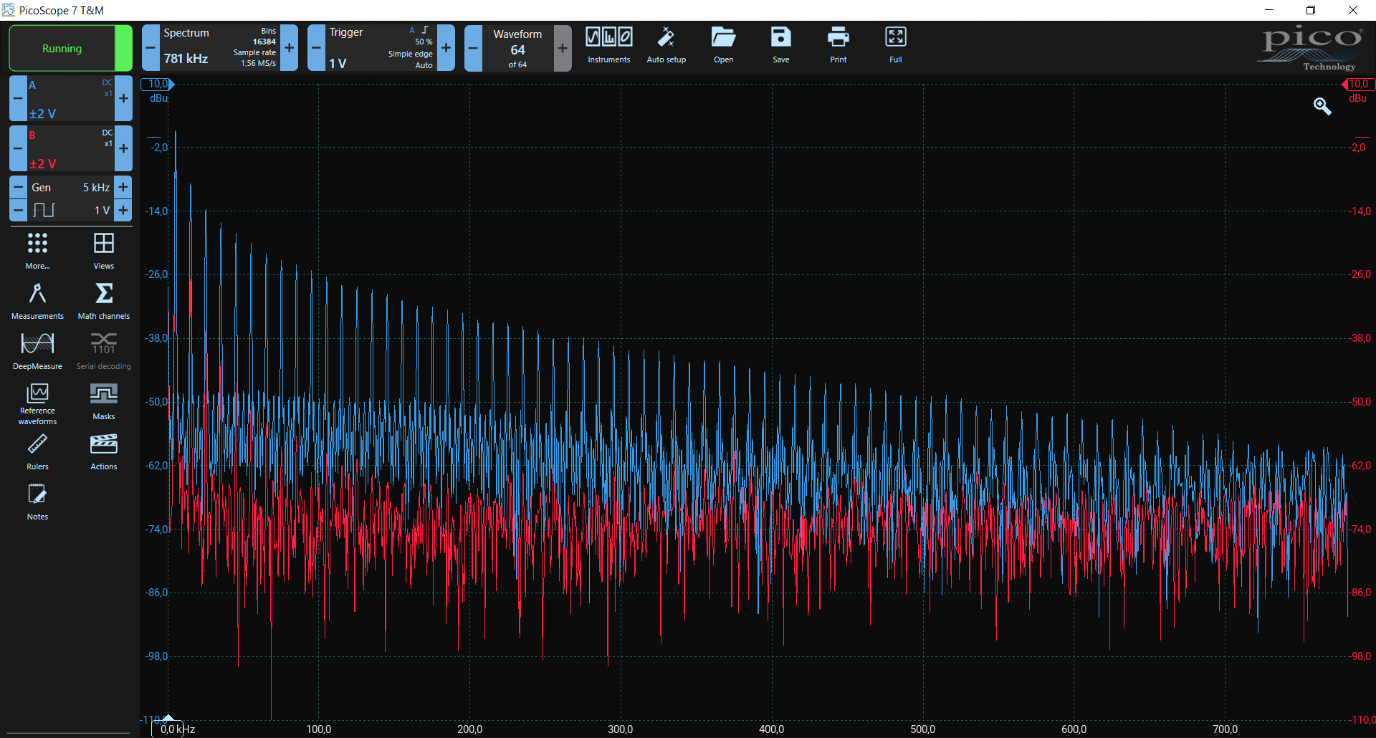 PicoScope 7 T&M
Running
Spectrum
781 kHz
Bins
16384
Sample rate
1,56 MS/s
Trigger
1 V
A
50 %
Simple edge
Auto
Waveform
64
of 64
Instruments
Auto setup
Open
Save
Print
Full
pico
Technology
A
DC
x1
±2 V
B
DC
x1
±2 V
Gen
5 kHz
1 V
More...
Views
Measurements
Math channels
DeepMeasure
1101
Serial decoding
Reference
waveforms
Masks
Rulers
Actions
Notes
10,0
dBu
-2,0
-14,0
-26,0
-38,0
-50,0
-62,0
-74,0
-86,0
-98,0
-110,0
0,0 kHz
100,0
200,0
300,0
400,0
500,0
600,0
700,0
10,0
dBu
-2,0
-14,0
-26,0
-38,0
-50,0
-62,0
-74,0
-86,0
-98,0
-110,0